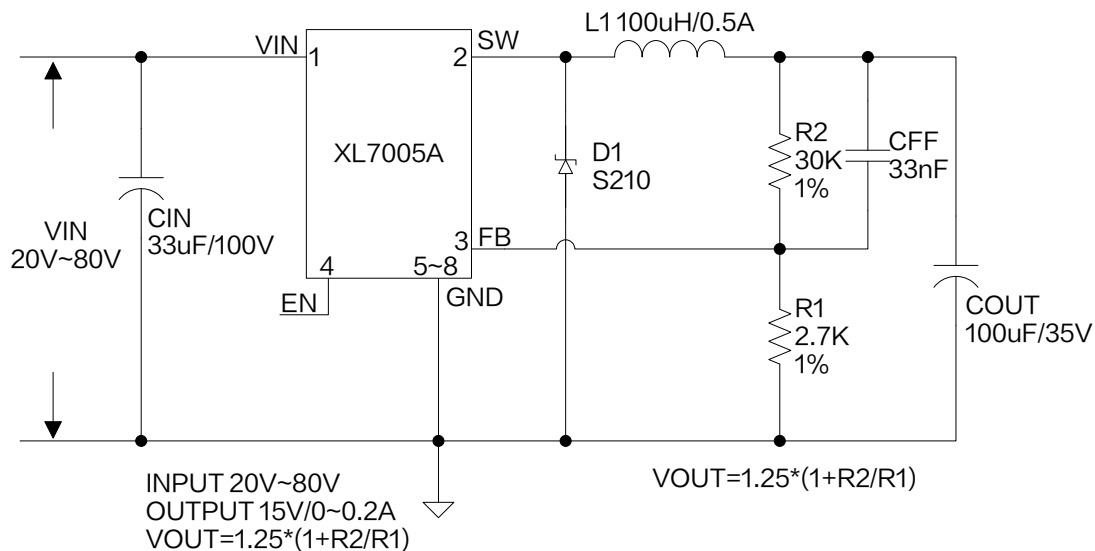 L1 100uH/0.5A
VIN
SW
1
2
XL7005A
R2
30K
1%
CFF
33nF
D1
S210
CIN
33uF/100V
VIN
20V~80V
3
FB
4
5~8
EN
GND
R1
2.7K
1%
COUT
100uF/35V
INPUT 20V~80V
OUTPUT 15V/0~0.2A
VOUT=1.25*(1+R2/R1)
VOUT=1.25*(1+R2/R1)